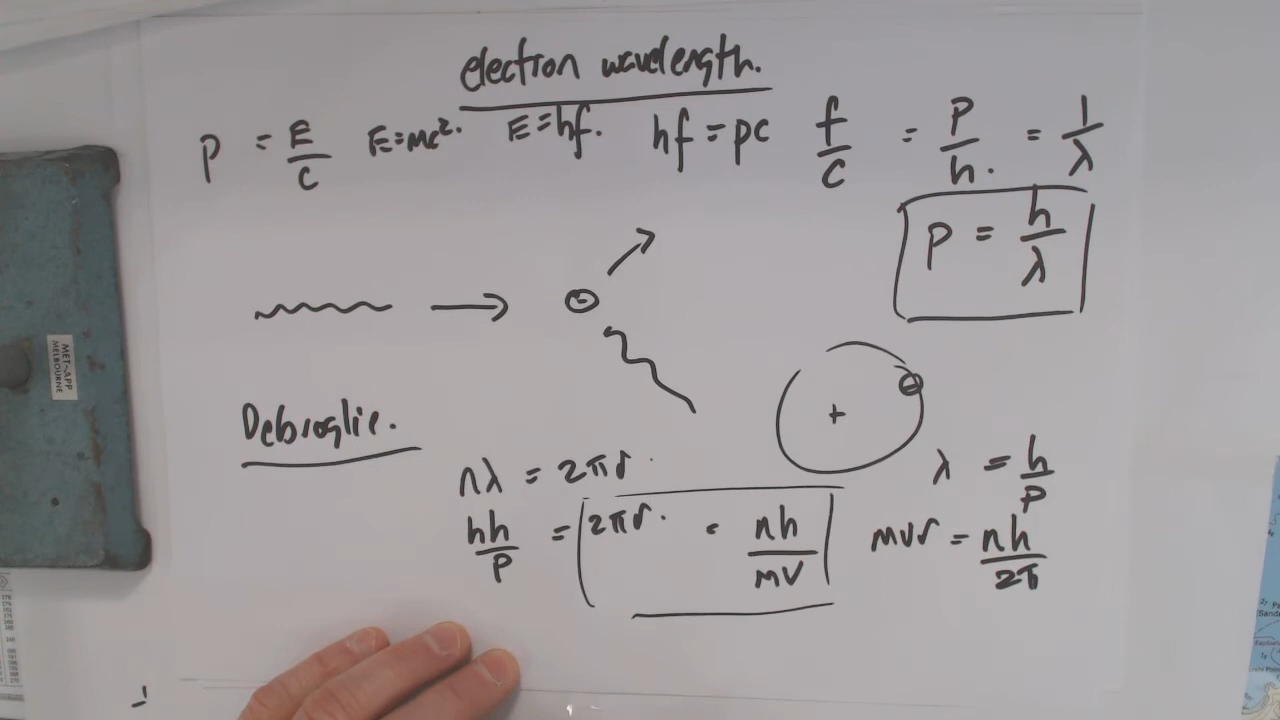 electron wavelength.
P = E/C E=mc². E=hf. hf = pc f/C = P/h. = 1/λ
P = h/λ
MET-APP
MELBOURNE
Debroglie.
nλ = 2πr λ = h/P
nh/P = 2πr. = nh/mv mvr = nh/2π